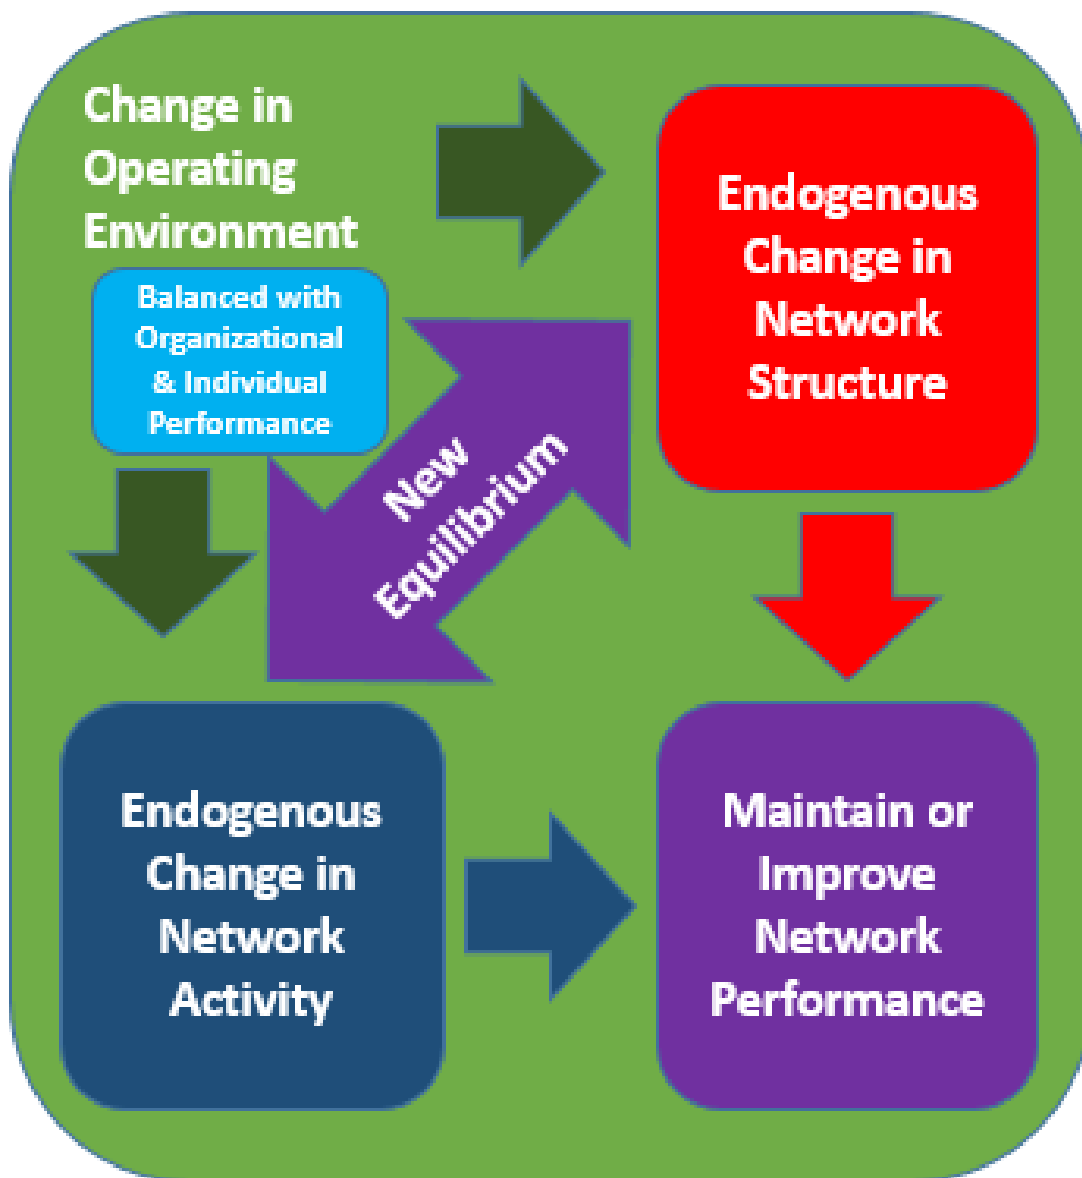 Change in
Operating
Environment
Balanced with
Organizational
& Individual
Performance
Endogenous
Change in
Network
Structure
New
Equilibrium
Endogenous
Change in
Network
Activity
Maintain or
Improve
Network
Performance